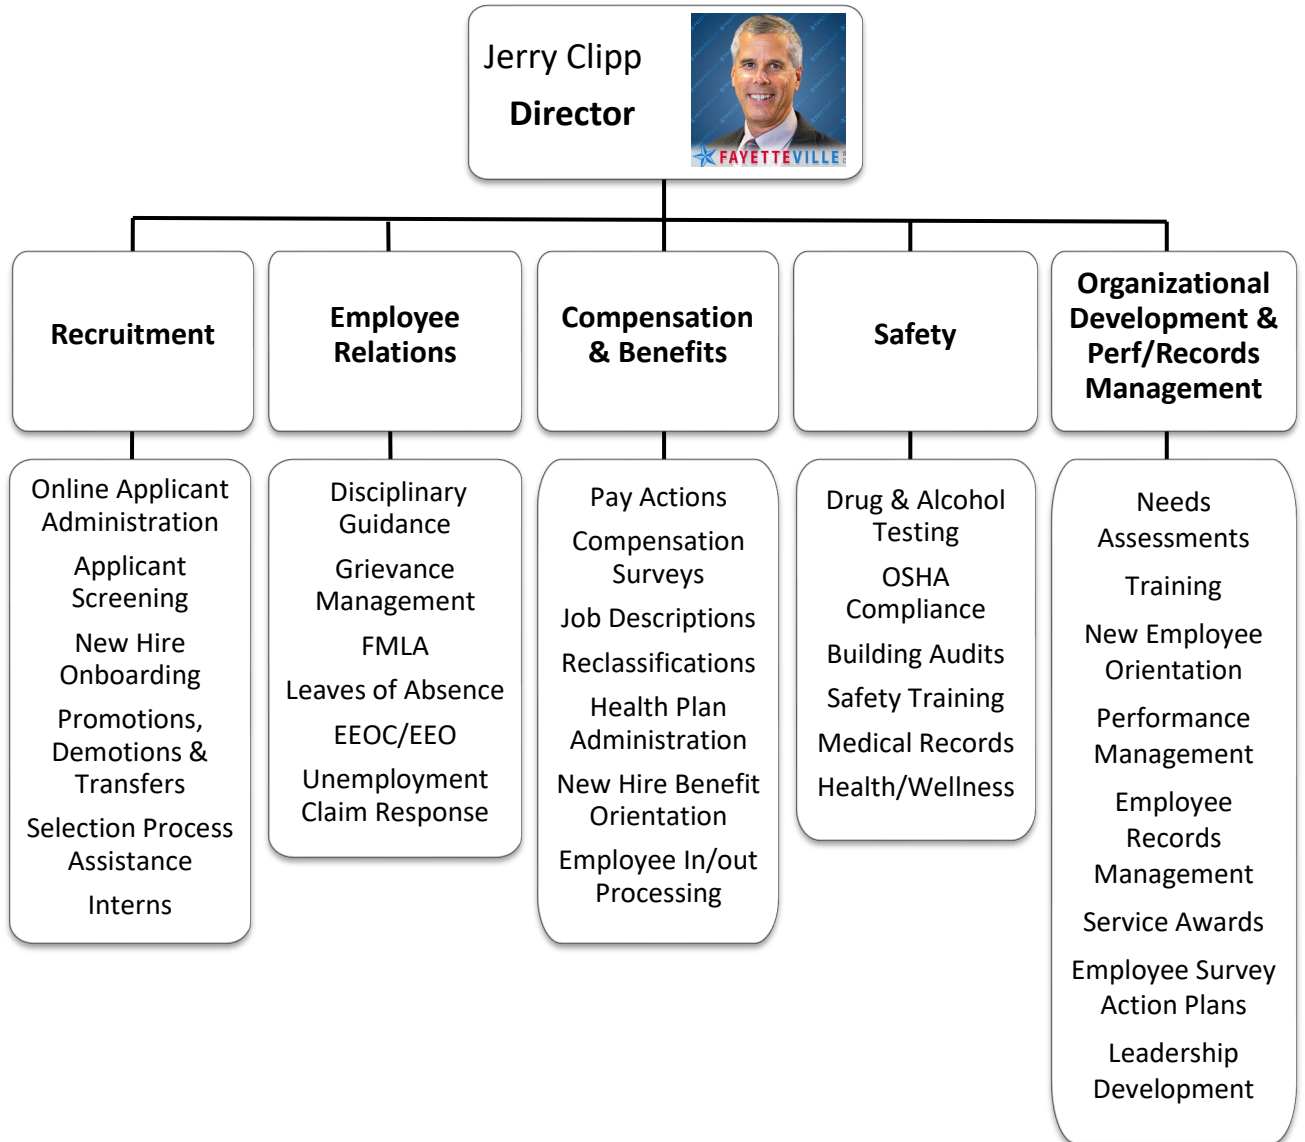 Jerry Clipp
Director
FAYETTEVILLE
Recruitment
Employee
Relations
Compensation
& Benefits
Safety
Organizational
Development &
Perf/Records
Management
Online Applicant
Administration
Applicant
Screening
New Hire
Onboarding
Promotions,
Demotions &
Transfers
Selection Process
Assistance
Interns
Disciplinary
Guidance
Grievance
Management
FMLA
Leaves of Absence
EEOC/EEO
Unemployment
Claim Response
Pay Actions
Compensation
Surveys
Job Descriptions
Reclassifications
Health Plan
Administration
New Hire Benefit
Orientation
Employee In/out
Processing
Drug & Alcohol
Testing
OSHA
Compliance
Building Audits
Safety Training
Medical Records
Health/Wellness
Needs
Assessments
Training
New Employee
Orientation
Performance
Management
Employee
Records
Management
Service Awards
Employee Survey
Action Plans
Leadership
Development